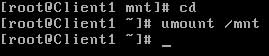 [root@Client1 mnt]# cd
[root@Client1 ~]# umount /mnt
[root@Client1 ~]# _